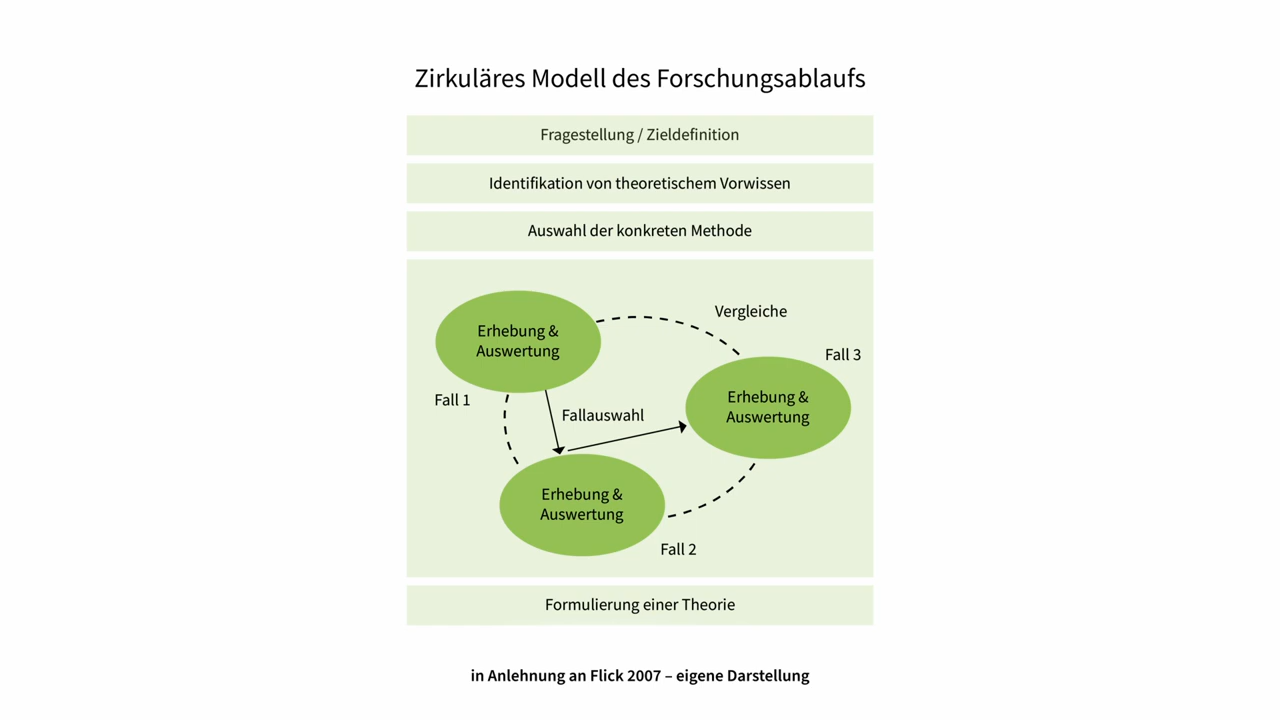 Zirkuläres Modell des Forschungsablaufs
Fragestellung / Zieldefinition
Identifikation von theoretischem Vorwissen
Auswahl der konkreten Methode
Erhebung &
Auswertung
Fall 1
Vergleiche
Fall 3
Erhebung &
Auswertung
Fallauswahl
Erhebung &
Auswertung
Fall 2
Formulierung einer Theorie
in Anlehnung an Flick 2007 – eigene Darstellung